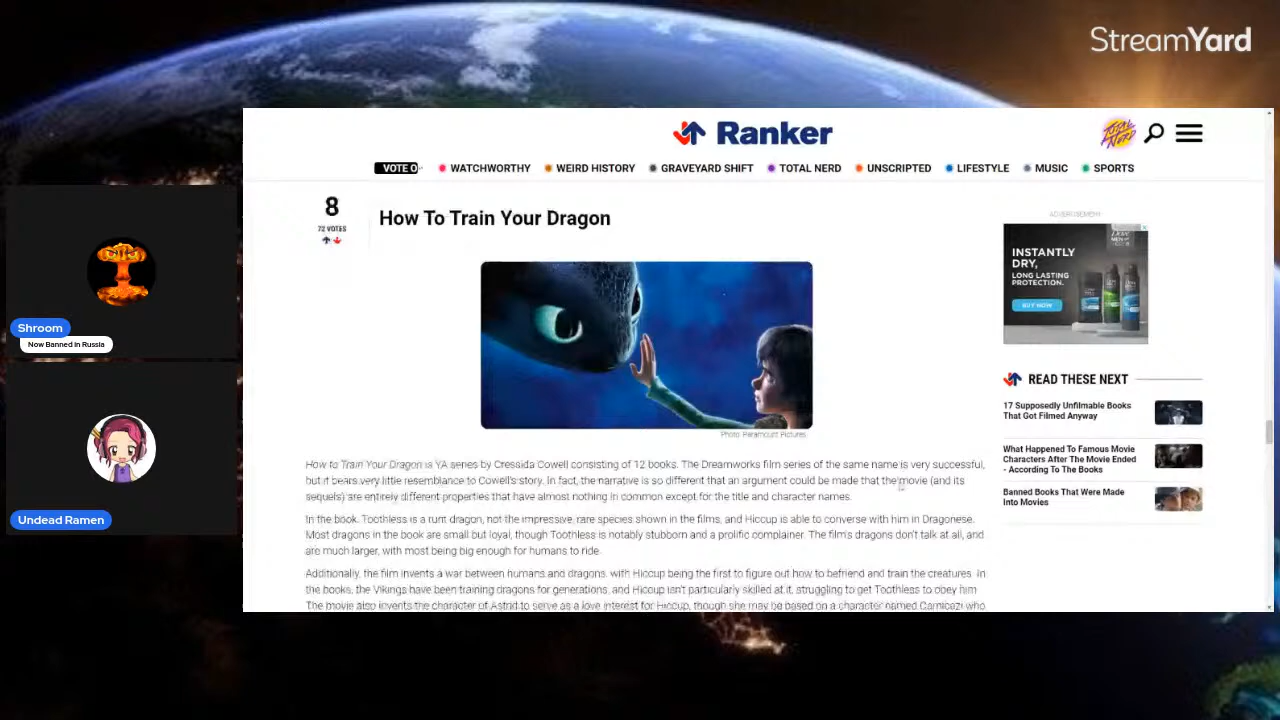 StreamYard
Ranker
TOTAL NERD
VOTE O
WATCHWORTHY
WEIRD HISTORY
GRAVEYARD SHIFT
TOTAL NERD
UNSCRIPTED
LIFESTYLE
MUSIC
SPORTS
8
72 VOTES
How To Train Your Dragon
Photo: Paramount Pictures
How to Train Your Dragon is YA series by Cressida Cowell consisting of 12 books. The Dreamworks film series of the same name is very successful,
but it bears very little resemblance to Cowell's story. In fact, the narrative is so different that an argument could be made that the movie (and its
sequels) are entirely different properties that have almost nothing in common except for the title and character names.
In the book, Toothless is a runt dragon, not the impressive, rare species shown in the films, and Hiccup is able to converse with him in Dragonese.
Most dragons in the book are small but loyal, though Toothless is notably stubborn and a prolific complainer. The film's dragons don't talk at all, and
are much larger, with most being big enough for humans to ride.
Additionally, the film invents a war between humans and dragons, with Hiccup being the first to figure out how to befriend and train the creatures. In
the books, the Vikings have been training dragons for generations, and Hiccup isn't particularly skilled at it, struggling to get Toothless to obey him
The movie also invents the character of Astrid to serve as a love interest for Hiccup, though she may be based on a character named Camicazi who
ADVERTISEMENT
INSTANTLY
DRY,
LONG LASTING
PROTECTION.
BUY NOW
READ THESE NEXT
17 Supposedly Unfilmable Books
That Got Filmed Anyway
What Happened To Famous Movie
Characters After The Movie Ended
- According To The Books
Banned Books That Were Made
Into Movies
Shroom
Now Banned in Russia
Undead Ramen